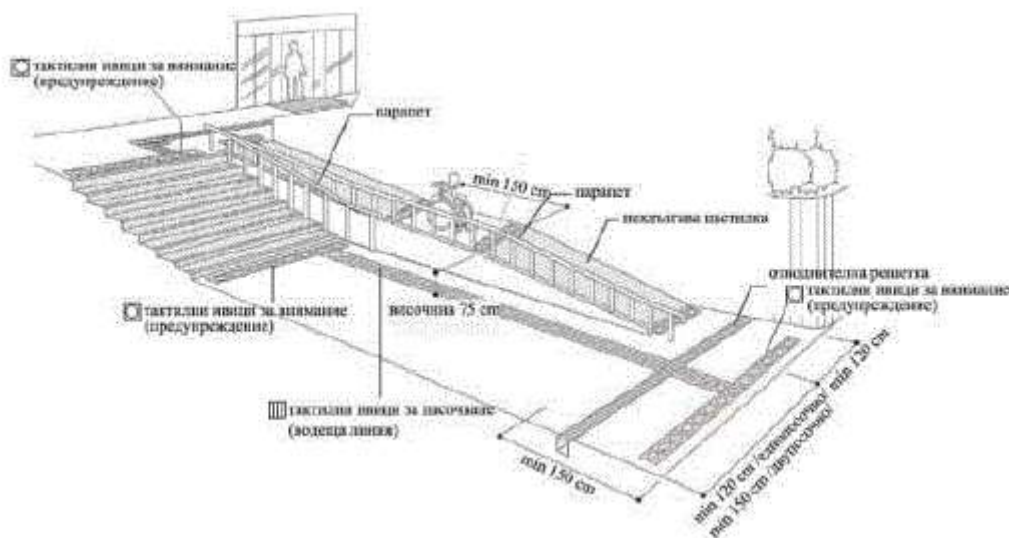 тактилни ивици за внимание
(предупреждение)
парапет
min 150 cm
парапет
нехлъзгава настилка
отводнителна решетка
тактилни ивици за внимание
(предупреждение)
тактилни ивици за внимание
(предупреждение)
височина 75 cm
тактилни ивици за насочване
(водеща линия)
min 150 cm
min 120 cm
min 120 cm /еднопосочно/
min 150 cm /двупосочно/